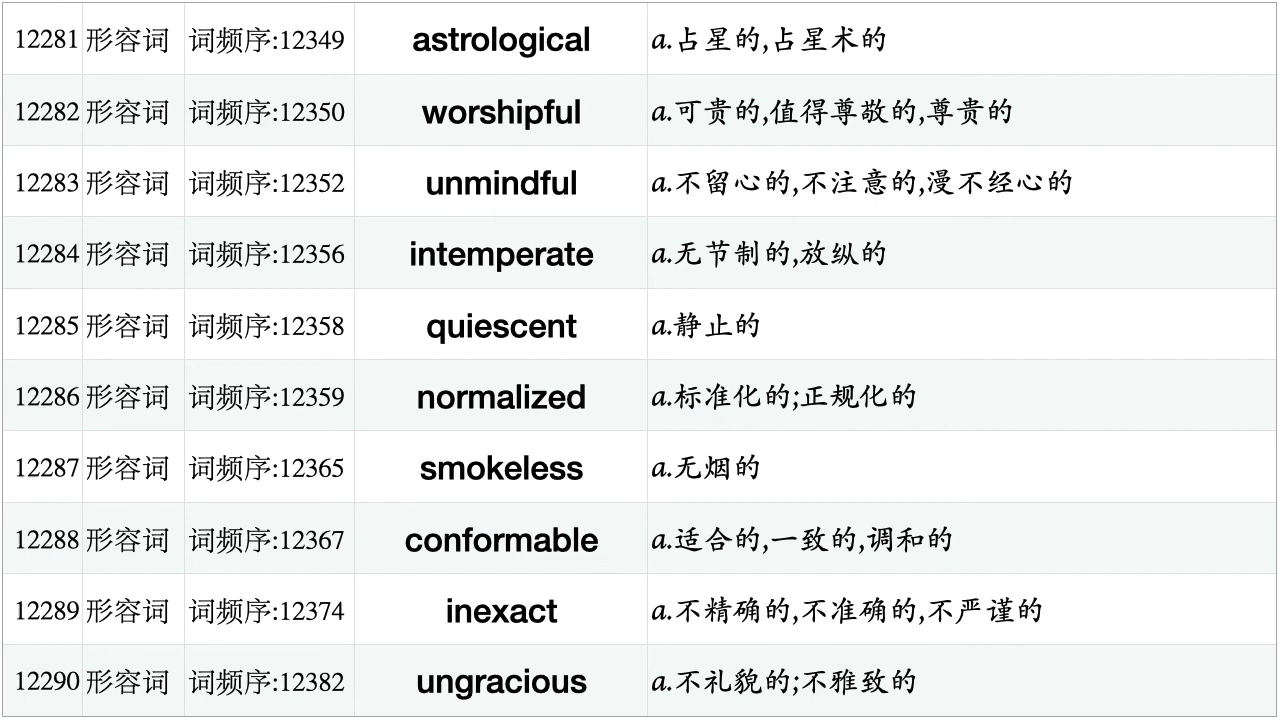 12281 形容词 词频序:12349 astrological a.占星的,占星术的
12282 形容词 词频序:12350 worshipful a.可贵的,值得尊敬的,尊贵的
12283 形容词 词频序:12352 unmindful a.不留心的,不注意的,漫不经心的
12284 形容词 词频序:12356 intemperate a.无节制的,放纵的
12285 形容词 词频序:12358 quiescent a.静止的
12286 形容词 词频序:12359 normalized a.标准化的;正规化的
12287 形容词 词频序:12365 smokeless a.无烟的
12288 形容词 词频序:12367 conformable a.适合的,一致的,调和的
12289 形容词 词频序:12374 inexact a.不精确的,不准确的,不严谨的
12290 形容词 词频序:12382 ungracious a.不礼貌的;不雅致的